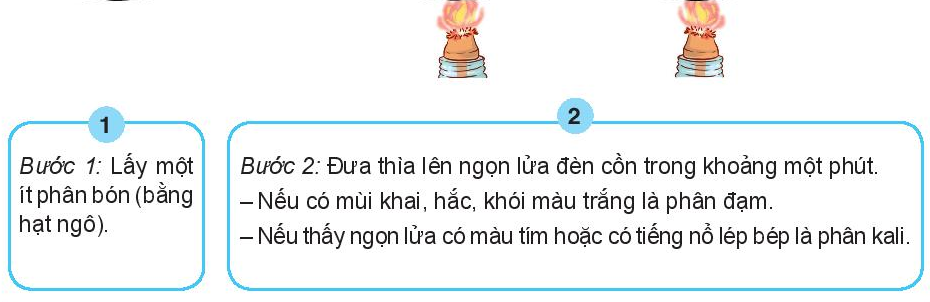 1
Bước 1: Lấy một
ít phân bón (bằng
hạt ngô).
2
Bước 2: Đưa thìa lên ngọn lửa đèn cồn trong khoảng một phút.
– Nếu có mùi khai, hắc, khói màu trắng là phân đạm.
– Nếu thấy ngọn lửa có màu tím hoặc có tiếng nổ lép bép là phân kali.